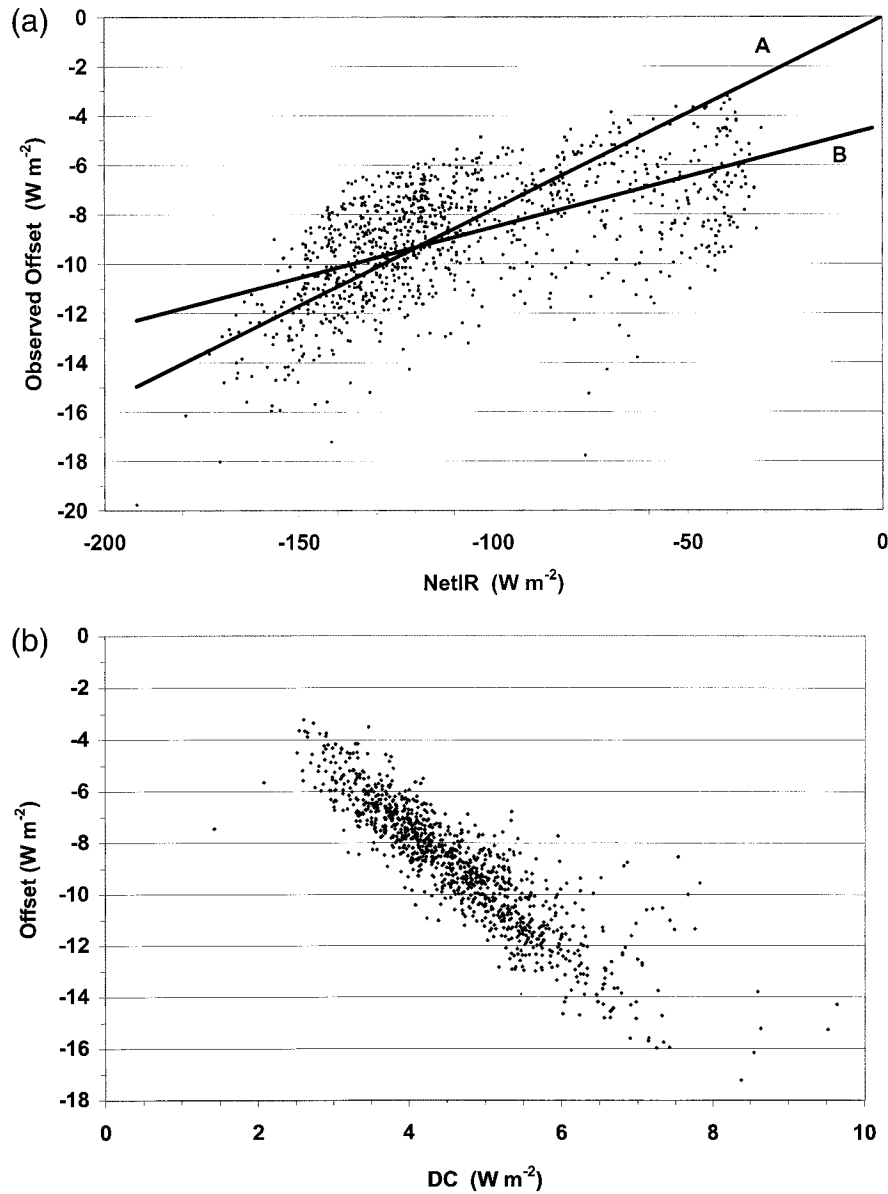 (a)
0
-2
-4
-6
-8
-10
-12
-14
-16
-18
-20
Observed Offset (W m⁻²)
A
B
-200 -150 -100 -50 0
NetIR (W m⁻²)
(b)
0
-2
-4
-6
-8
-10
-12
-14
-16
-18
Offset (W m⁻²)
0 2 4 6 8 10
DC (W m⁻²)